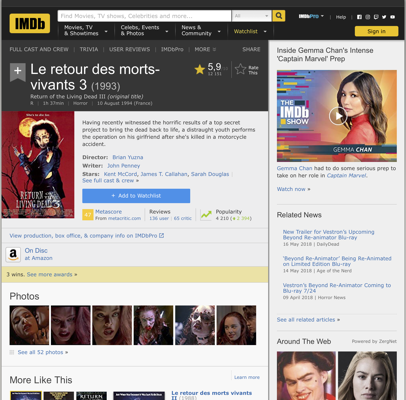 IMDb
Find Movies, TV shows, Celebrities and more...
All
IMDbPro
Help
Movies, TV
& Showtimes
Celebs, Events
& Photos
News &
Community
Watchlist
Sign in
FULL CAST AND CREW | TRIVIA | USER REVIEWS | IMDbPro | MORE
SHARE
Le retour des morts-
vivants 3 (1993)
Return of the Living Dead III (original title)
R | 1h 37min | Horror | 10 August 1994 (France)
5,9
Rate
This
Having recently witnessed the horrific results of a top secret
project to bring the dead back to life, a distraught youth performs
the operation on his girlfriend after she's killed in a motorcycle
accident.
Director: Brian Yuzna
Writer: John Penney
Stars: Kent McCord, James T. Callahan, Sarah Douglas |
See full cast & crew »
+ Add to Watchlist
RETURN
LIVING DEAD 3
Metascore
From metacritic.com
Reviews
136 user | 65 critic
Popularity
View production, box office, & company info on IMDbPro
On Disc
at Amazon
3 wins. See more awards »
Photos
See all 52 photos »
More Like This
Learn more
Le retour des morts-vivants
II (1988)
Inside Gemma Chan's Intense
'Captain Marvel' Prep
THE
IMDb
SHOW
GEMMA CHAN
Gemma Chan had to do some serious prep to
take on her role in Captain Marvel.
Watch now »
Related News
New Trailer for Vestron's Upcoming
Beyond Re-animator Blu-ray
16 May 2018 | DailyDead
'Beyond Re-Animator' Being Re-Animated
on Limited Edition Blu-ray
14 May 2018 | Age of the Nerd
Vestron's Beyond Re-Animator Coming to
Blu-ray 7/24
09 April 2018 | Horror News
See all related articles »
Around The Web
Powered by ZergNet